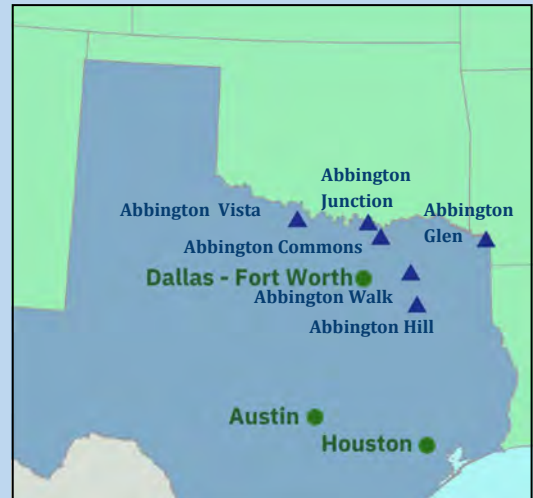 Abbington
Junction
Abbington Vista
Abbington
Glen
Abbington Commons
Dallas - Fort Worth
Abbington Walk
Abbington Hill
Austin
Houston